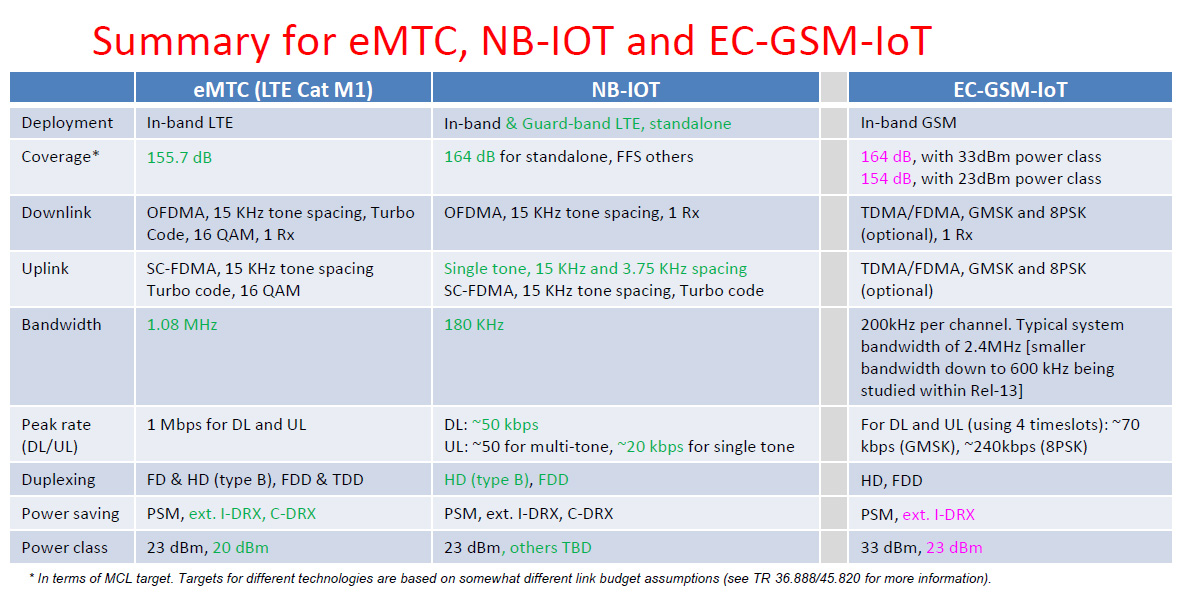 Summary for eMTC, NB-IOT and EC-GSM-IoT
eMTC (LTE Cat M1) NB-IOT EC-GSM-IoT
Deployment In-band LTE In-band & Guard-band LTE, standalone In-band GSM
Coverage* 155.7 dB 164 dB for standalone, FFS others 164 dB, with 33dBm power class
154 dB, with 23dBm power class
Downlink OFDMA, 15 KHz tone spacing, Turbo OFDMA, 15 KHz tone spacing, 1 Rx TDMA/FDMA, GMSK and 8PSK
Code, 16 QAM, 1 Rx (optional), 1 Rx
Uplink SC-FDMA, 15 KHz tone spacing Single tone, 15 KHz and 3.75 KHz spacing TDMA/FDMA, GMSK and 8PSK
Turbo code, 16 QAM SC-FDMA, 15 KHz tone spacing, Turbo code (optional)
Bandwidth 1.08 MHz 180 KHz 200kHz per channel. Typical system
bandwidth of 2.4MHz [smaller
bandwidth down to 600 kHz being
studied within Rel-13]
Peak rate 1 Mbps for DL and UL DL: ~50 kbps For DL and UL (using 4 timeslots): ~70
(DL/UL) UL: ~50 for multi-tone, ~20 kbps for single tone kbps (GMSK), ~240kbps (8PSK)
Duplexing FD & HD (type B), FDD & TDD HD (type B), FDD HD, FDD
Power saving PSM, ext. I-DRX, C-DRX PSM, ext. I-DRX, C-DRX PSM, ext. I-DRX
Power class 23 dBm, 20 dBm 23 dBm, others TBD 33 dBm, 23 dBm
* In terms of MCL target. Targets for different technologies are based on somewhat different link budget assumptions (see TR 36.888/45.820 for more information).